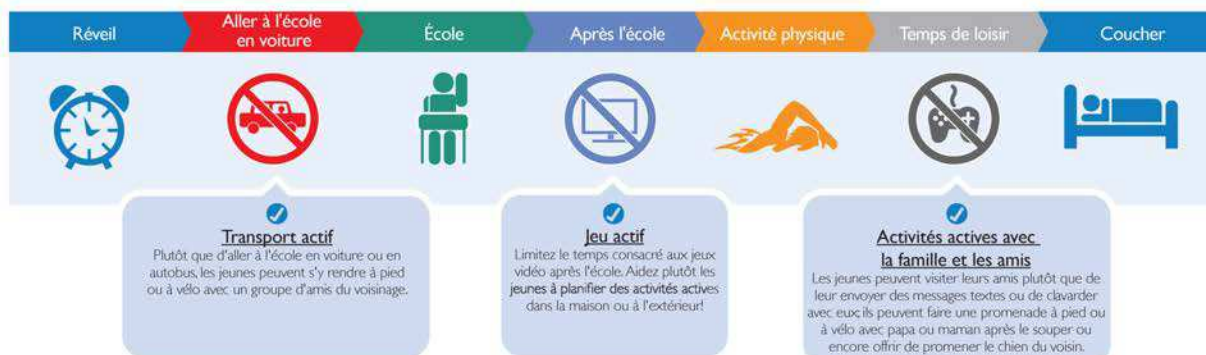 Réveil
Aller à l'école
en voiture
École
Après l'école
Activité physique
Temps de loisir
Coucher
Transport actif
Plutôt que d'aller à l'école en voiture ou en
autobus, les jeunes peuvent s'y rendre à pied
ou à vélo avec un groupe d'amis du voisinage.
Jeu actif
Limitez le temps consacré aux jeux
vidéo après l'école. Aidez plutôt les
jeunes à planifier des activités actives
dans la maison ou à l'extérieur!
Activités actives avec
la famille et les amis
Les jeunes peuvent visiter leurs amis plutôt que de
leur envoyer des messages textes ou de clavarder
avec eux; ils peuvent faire une promenade à pied ou
à vélo avec papa ou maman après le souper ou
encore offrir de promener le chien du voisin.